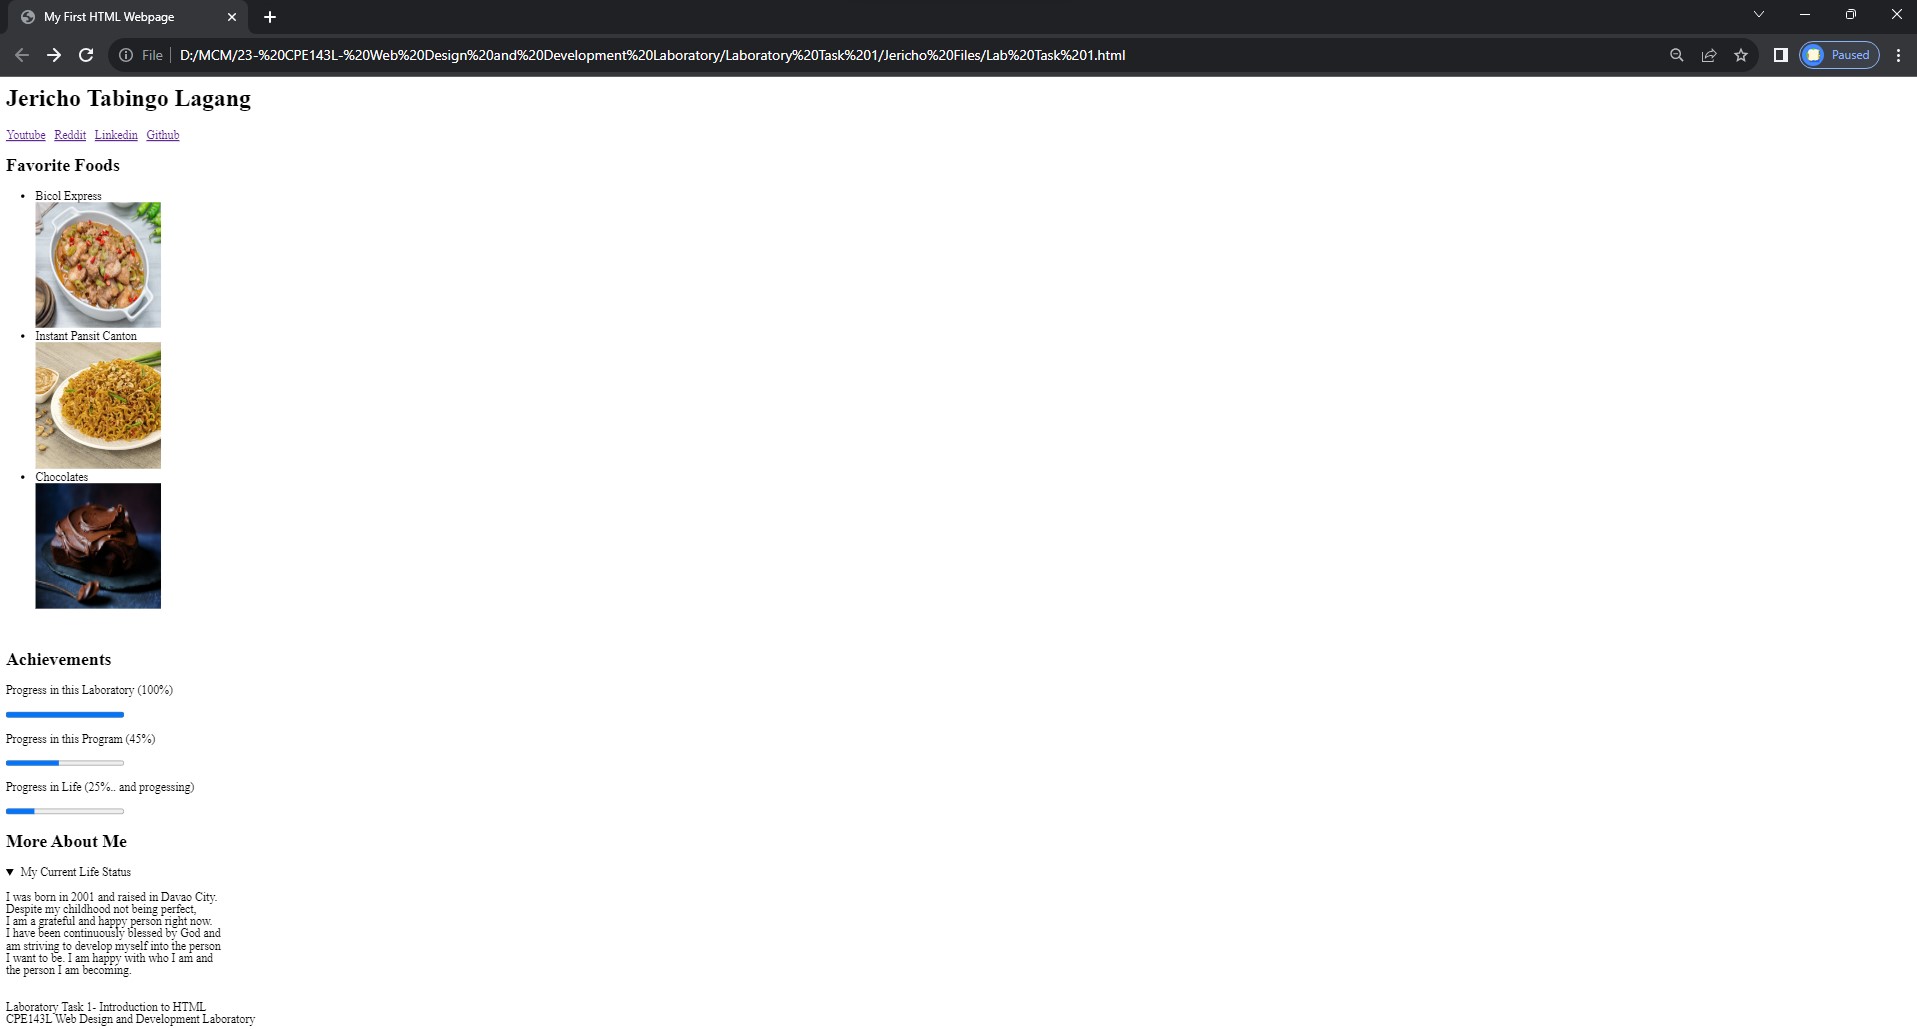 My First HTML Webpage
File
D:/MCM/23-%20CPE143L-%20Web%20Design%20and%20Development%20Laboratory/Laboratory%20Task%201/Jericho%20Files/Lab%20Task%201.html
Paused
Jericho Tabingo Lagang
Youtube Reddit Linkedin Github
Favorite Foods
• Bicol Express
• Instant Pansit Canton
• Chocolates
Achievements
Progress in this Laboratory (100%)
Progress in this Program (45%)
Progress in Life (25%.. and progessing)
More About Me
▼ My Current Life Status
I was born in 2001 and raised in Davao City.
Despite my childhood not being perfect,
I am a grateful and happy person right now.
I have been continuously blessed by God and
am striving to develop myself into the person
I want to be. I am happy with who I am and
the person I am becoming.
Laboratory Task 1- Introduction to HTML
CPE143L Web Design and Development Laboratory